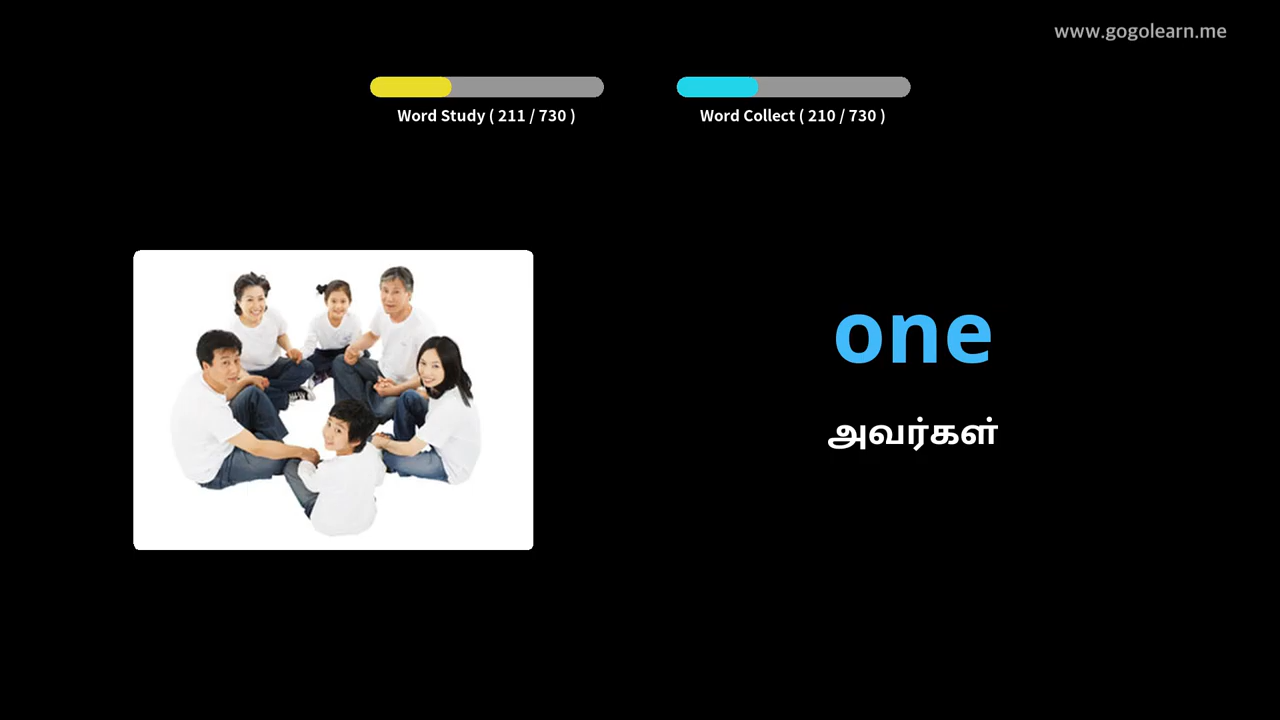 www.gogolearn.me
Word Study ( 211 / 730 )
Word Collect ( 210 / 730 )
one
அவர்கள்